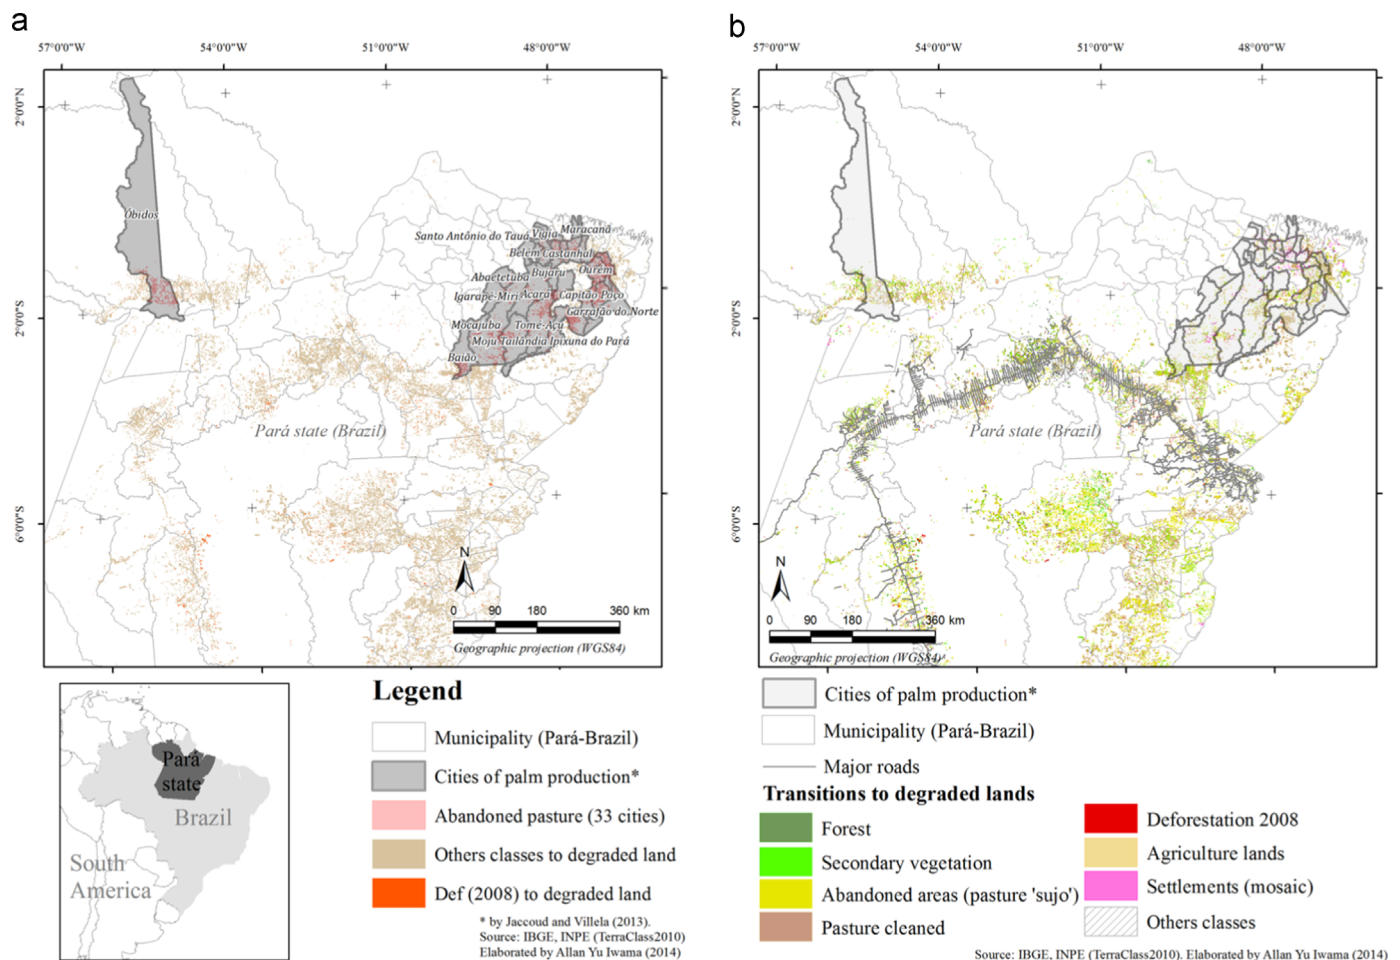 a
57°0'0"W 54°0'0"W 51°0'0"W 48°0'0"W
2°0'0"N
2°0'0"S
6°0'0"S
Óbidos
Santo Antônio do Tauá Vigia Maracanã
Belém Castanhal
Abaetetuba Bujaru Ourém
Igarapé-Miri Acará Capitão Poço
Garrafão do Norte
Mocajuba Tomé-Açu
Moju Tailândia Ipixuna do Pará
Baião
Pará state (Brazil)
N
0 90 180 360 km
Geographic projection (WGS84)
b
57°0'0"W 54°0'0"W 51°0'0"W 48°0'0"W
2°0'0"N
2°0'0"S
6°0'0"S
Pará state (Brazil)
N
0 90 180 360 km
Geographic projection (WGS84)
Pará
state
Brazil
South
America
Legend
Municipality (Pará-Brazil)
Cities of palm production*
Abandoned pasture (33 cities)
Others classes to degraded land
Def (2008) to degraded land
* by Jaccoud and Villela (2013).
Source: IBGE, INPE (TerraClass2010)
Elaborated by Allan Yu Iwama (2014)
Cities of palm production*
Municipality (Pará-Brazil)
Major roads
Transitions to degraded lands
Forest
Secondary vegetation
Abandoned areas (pasture 'sujo')
Pasture cleaned
Deforestation 2008
Agriculture lands
Settlements (mosaic)
Others classes
Source: IBGE, INPE (TerraClass2010). Elaborated by Allan Yu Iwama (2014)